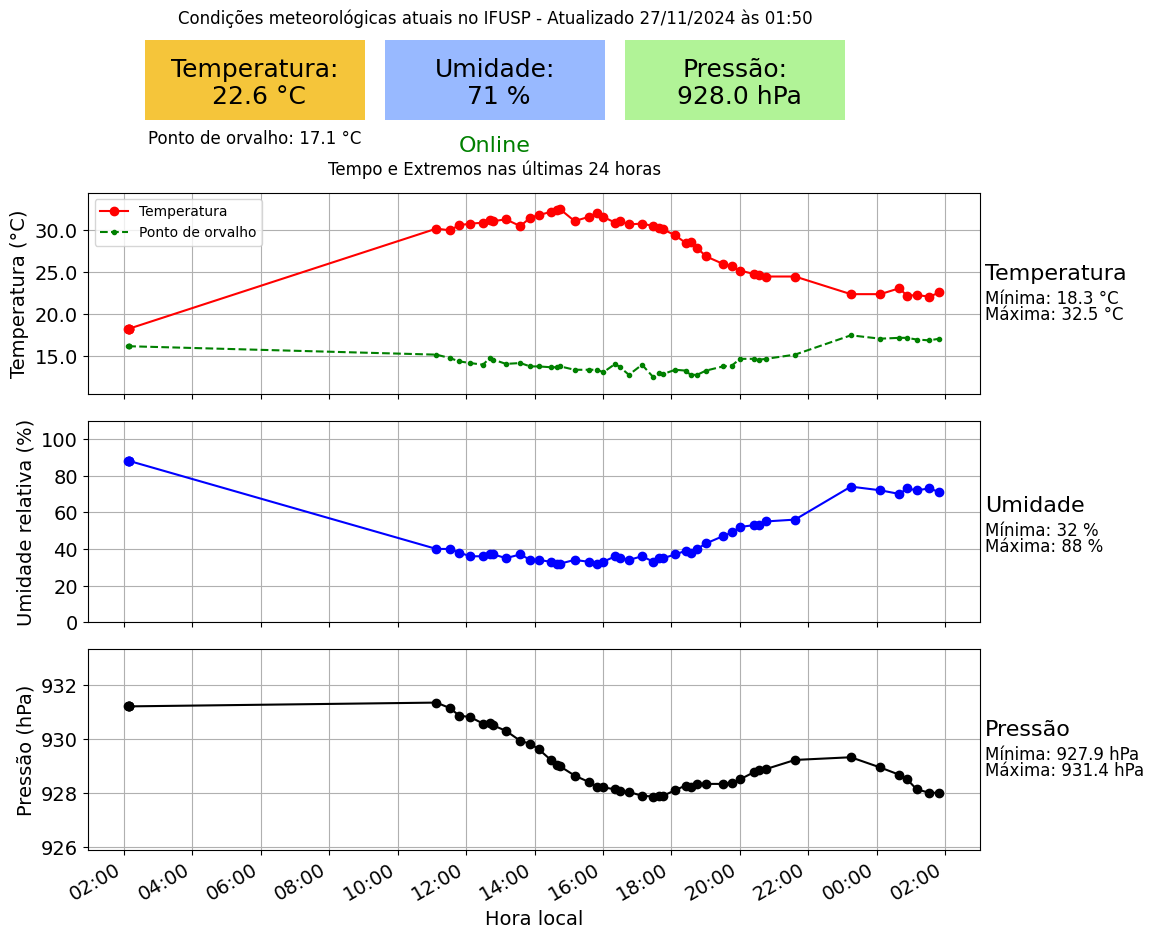 Condições meteorológicas atuais no IFUSP - Atualizado 27/11/2024 às 01:50
Temperatura:
22.6 °C
Umidade:
71 %
Pressão:
928.0 hPa
Ponto de orvalho: 17.1 °C
Online
Tempo e Extremos nas últimas 24 horas
Temperatura (°C)
30.0
25.0
20.0
15.0
Temperatura
Ponto de orvalho
Temperatura
Mínima: 18.3 °C
Máxima: 32.5 °C
Umidade relativa (%)
100
80
60
40
20
0
Umidade
Mínima: 32 %
Máxima: 88 %
Pressão (hPa)
932
930
928
926
Pressão
Mínima: 927.9 hPa
Máxima: 931.4 hPa
02:00 04:00 06:00 08:00 10:00 12:00 14:00 16:00 18:00 20:00 22:00 00:00 02:00
Hora local